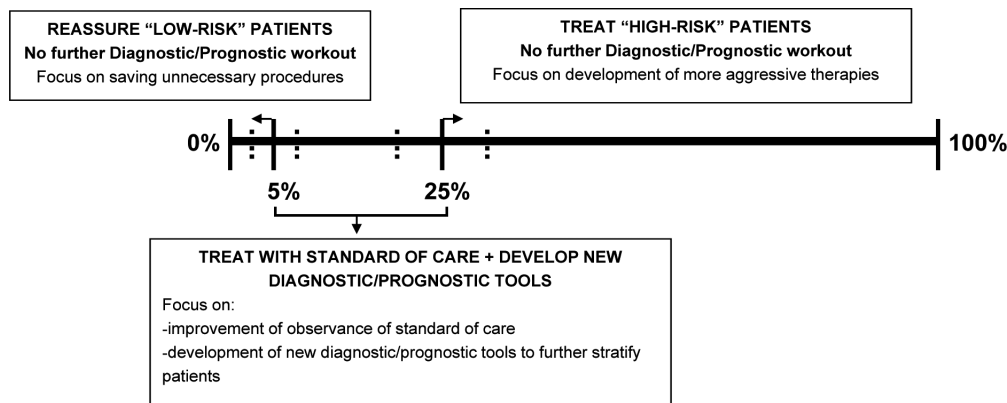 REASSURE “LOW-RISK” PATIENTS
No further Diagnostic/Prognostic workout
Focus on saving unnecessary procedures
TREAT “HIGH-RISK” PATIENTS
No further Diagnostic/Prognostic workout
Focus on development of more aggressive therapies
0%
100%
5%
25%
TREAT WITH STANDARD OF CARE + DEVELOP NEW
DIAGNOSTIC/PROGNOSTIC TOOLS
Focus on:
-improvement of observance of standard of care
-development of new diagnostic/prognostic tools to further stratify
patients